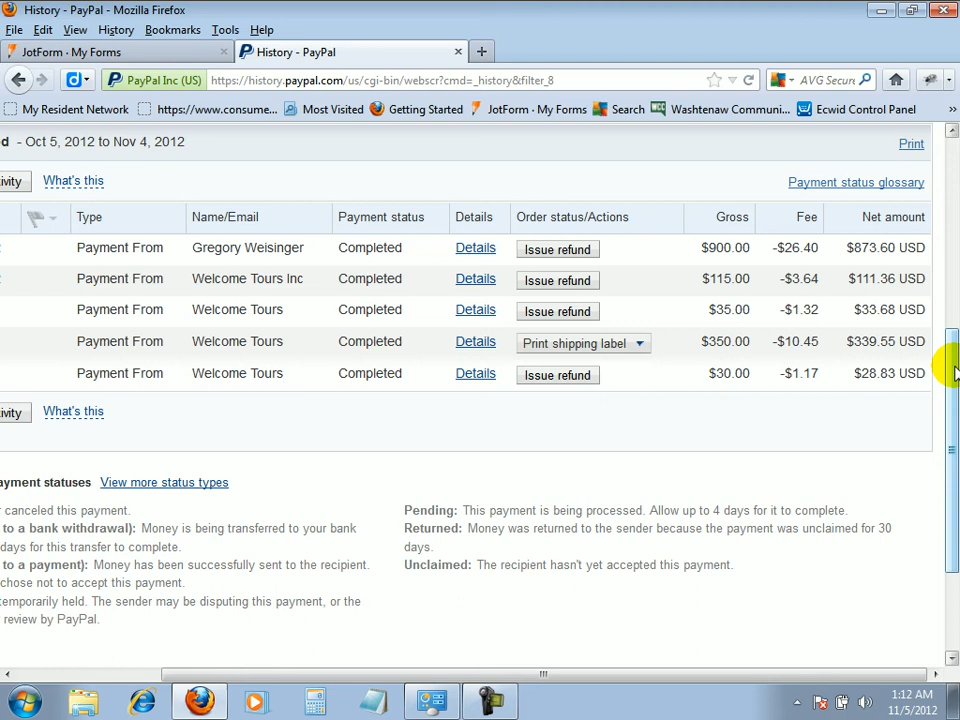 History - PayPal - Mozilla Firefox
File Edit View History Bookmarks Tools Help
JotForm · My Forms × History - PayPal × +
PayPal Inc (US) https://history.paypal.com/us/cgi-bin/webscr?cmd=_history&filter_8 AVG Secure
My Resident Network https://www.consume... Most Visited Getting Started JotForm · My Forms Search Washtenaw Communi... Ecwid Control Panel »
d - Oct 5, 2012 to Nov 4, 2012 Print
ivity What's this Payment status glossary
Type Name/Email Payment status Details Order status/Actions Gross Fee Net amount
Payment From Gregory Weisinger Completed Details Issue refund $900.00 -$26.40 $873.60 USD
Payment From Welcome Tours Inc Completed Details Issue refund $115.00 -$3.64 $111.36 USD
Payment From Welcome Tours Completed Details Issue refund $35.00 -$1.32 $33.68 USD
Payment From Welcome Tours Completed Details Print shipping label $350.00 -$10.45 $339.55 USD
Payment From Welcome Tours Completed Details Issue refund $30.00 -$1.17 $28.83 USD
ivity What's this
ayment statuses View more status types
r canceled this payment.
to a bank withdrawal): Money is being transferred to your bank
days for this transfer to complete.
to a payment): Money has been successfully sent to the recipient.
chose not to accept this payment.
temporarily held. The sender may be disputing this payment, or the
review by PayPal.
Pending: This payment is being processed. Allow up to 4 days for it to complete.
Returned: Money was returned to the sender because the payment was unclaimed for 30
days.
Unclaimed: The recipient hasn't yet accepted this payment.
1:12 AM
11/5/2012